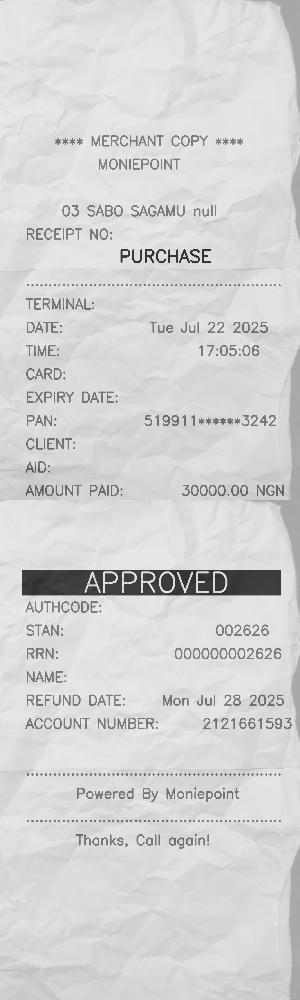 **** MERCHANT COPY ****
MONIEPOINT
03 SABO SAGAMU null
RECEIPT NO:
PURCHASE
TERMINAL:
DATE: Tue Jul 22 2025
TIME: 17:05:06
CARD:
EXPIRY DATE:
PAN: 519911******3242
CLIENT:
AID:
AMOUNT PAID: 30000.00 NGN
APPROVED
AUTHCODE:
STAN: 002626
RRN: 000000002626
NAME:
REFUND DATE: Mon Jul 28 2025
ACCOUNT NUMBER: 2121661593
Powered By Moniepoint
Thanks, Call again!